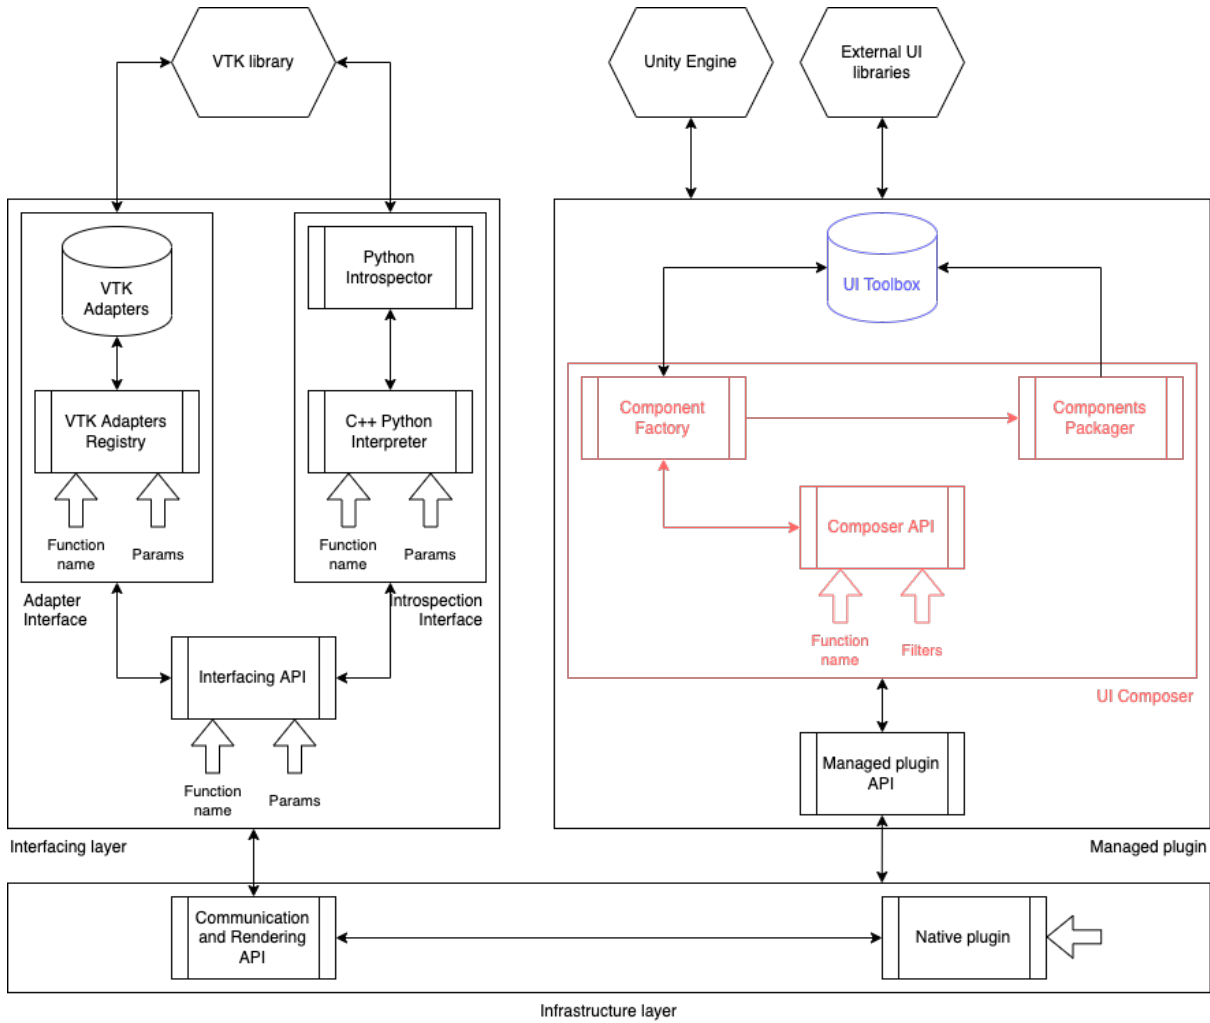 VTK library
Unity Engine
External UI
libraries
VTK
Adapters
Python
Introspector
UI Toolbox
VTK Adapters
Registry
C++ Python
Interpreter
Component
Factory
Components
Packager
Function
name
Params
Function
name
Params
Composer API
Adapter
Interface
Introspection
Interface
Function
name
Filters
Interfacing API
UI Composer
Function
name
Params
Managed plugin
API
Interfacing layer
Managed plugin
Communication
and Rendering
API
Native plugin
Infrastructure layer